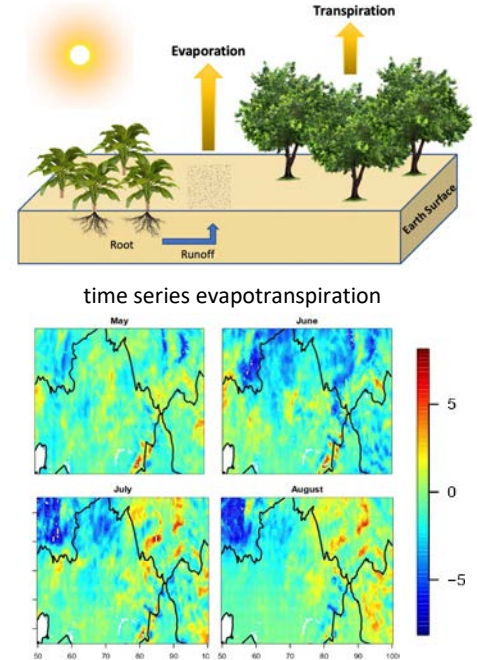 Transpiration
Evaporation
Root
Runoff
Earth Surface
time series evapotranspiration
May
June
July
August
5
0
−5
50 60 70 80 90
50 60 70 80 90 100